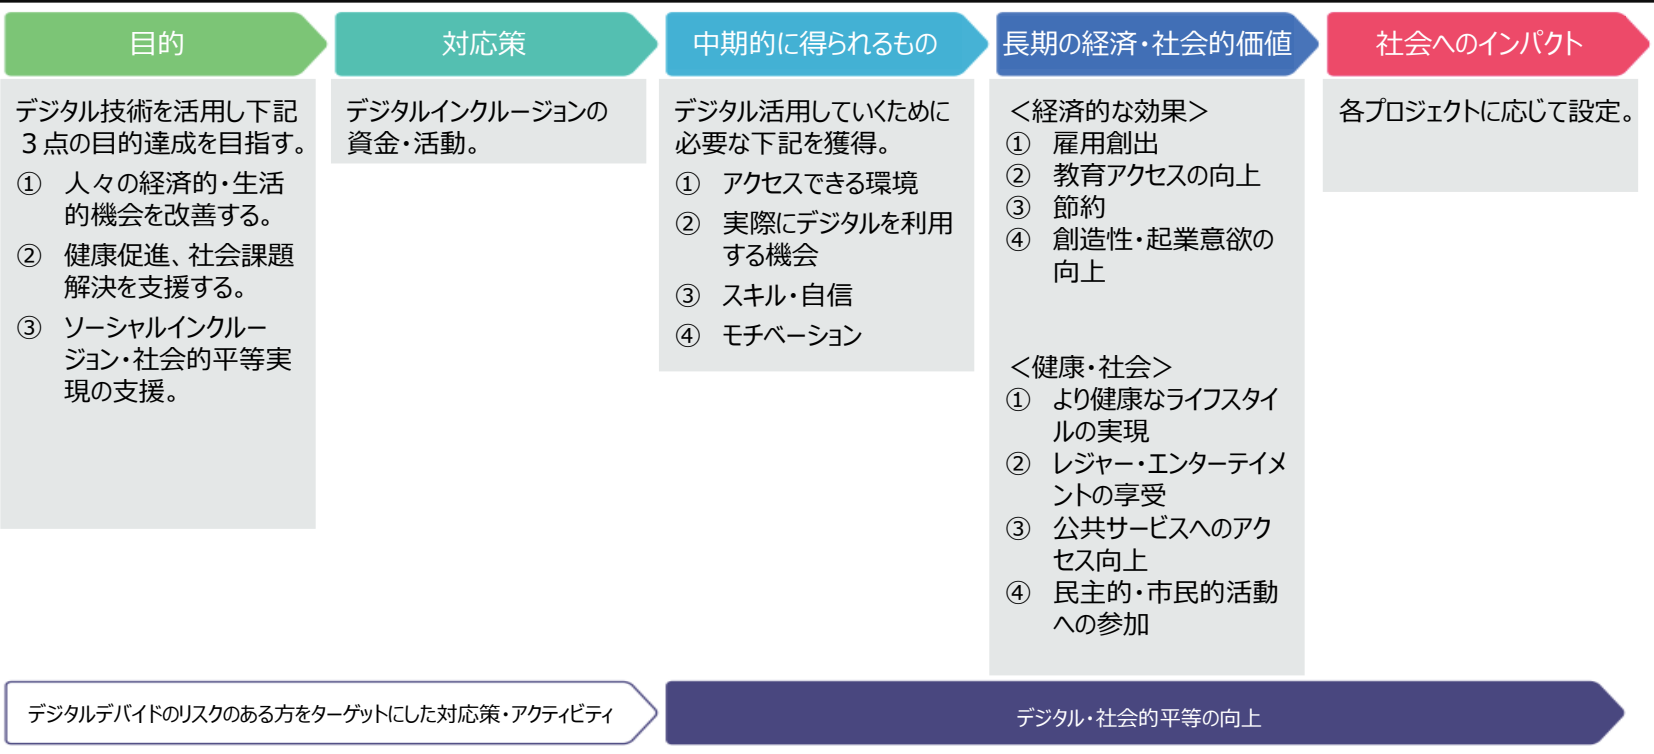 目的
デジタル技術を活用し下記
３点の目的達成を目指す。
① 人々の経済的・生活
的機会を改善する。
② 健康促進、社会課題
解決を支援する。
③ ソーシャルインクルー
ジョン・社会的平等実
現の支援。
対応策
デジタルインクルージョンの
資金・活動。
中期的に得られるもの
デジタル活用していくために
必要な下記を獲得。
① アクセスできる環境
② 実際にデジタルを利用
する機会
③ スキル・自信
④ モチベーション
長期の経済・社会的価値
＜経済的な効果＞
① 雇用創出
② 教育アクセスの向上
③ 節約
④ 創造性・起業意欲の
向上
＜健康・社会＞
① より健康なライフスタイ
ルの実現
② レジャー・エンターテイメ
ントの享受
③ 公共サービスへのアク
セス向上
④ 民主的・市民的活動
への参加
社会へのインパクト
各プロジェクトに応じて設定。
デジタルデバイドのリスクのある方をターゲットにした対応策・アクティビティ
デジタル・社会的平等の向上